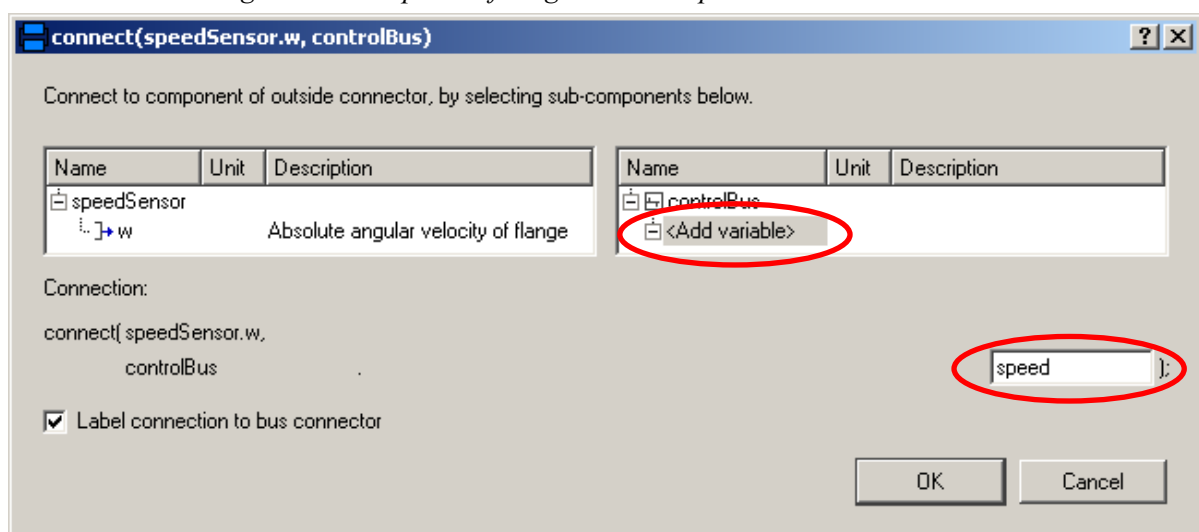 connect(speedSensor.w, controlBus)
Connect to component of outside connector, by selecting sub-components below.
Name Unit Description
speedSensor
w Absolute angular velocity of flange
Name Unit Description
controlBus
<Add variable>
Connection:
connect( speedSensor.w,
controlBus . speed );
Label connection to bus connector
OK Cancel